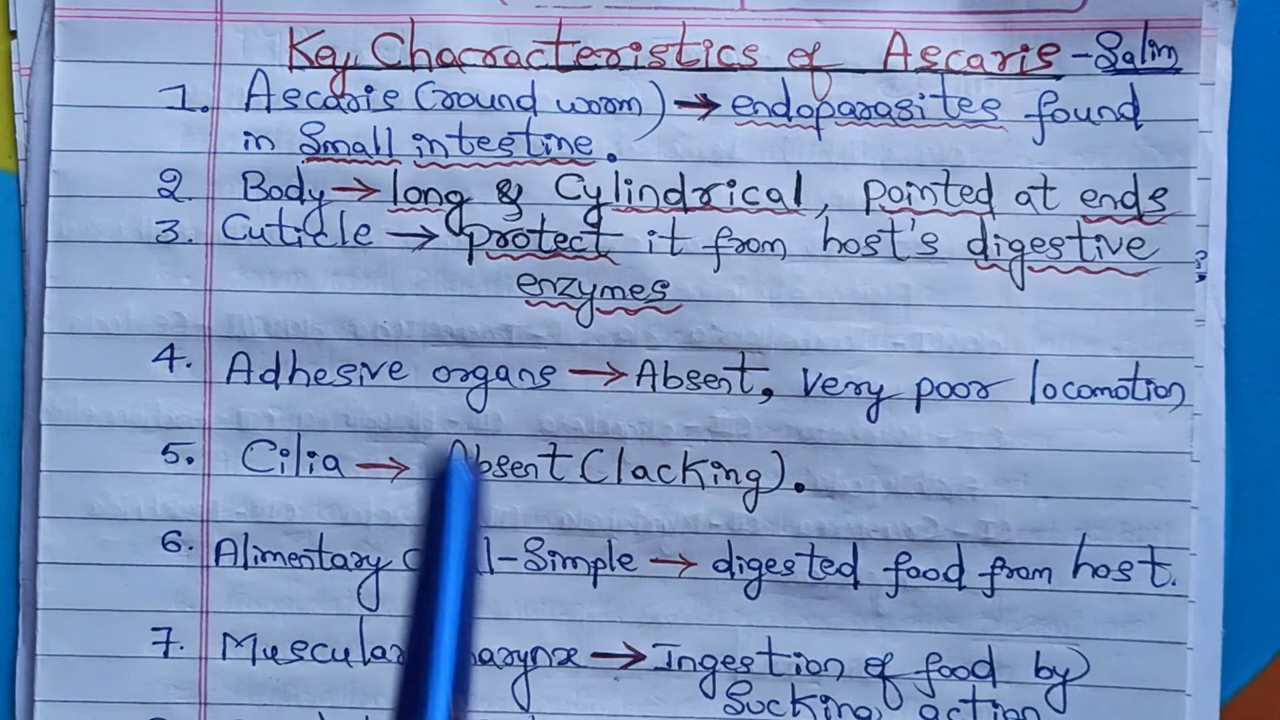 Key Characteristics of Ascaris - Salim
1. Ascaris (round worm) → endoparasites found
in Small intestine.
2. Body → long & Cylindrical, pointed at ends
3. Cuticle → protect it from host's digestive
enzymes
4. Adhesive organs → Absent, very poor locomotion
5. Cilia → Absent (lacking).
6. Alimentary l-Simple → digested food from host.
7. Muscular → Ingestion of food by
Sucking action